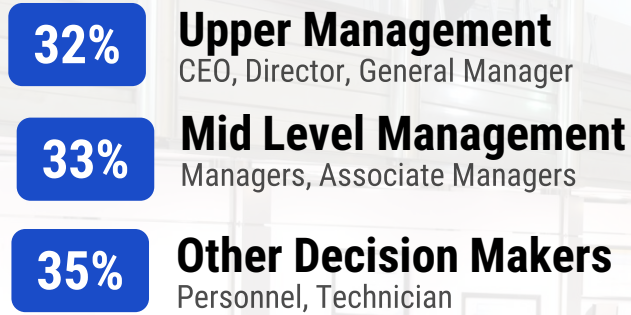 32%
Upper Management
CEO, Director, General Manager
33%
Mid Level Management
Managers, Associate Managers
35%
Other Decision Makers
Personnel, Technician